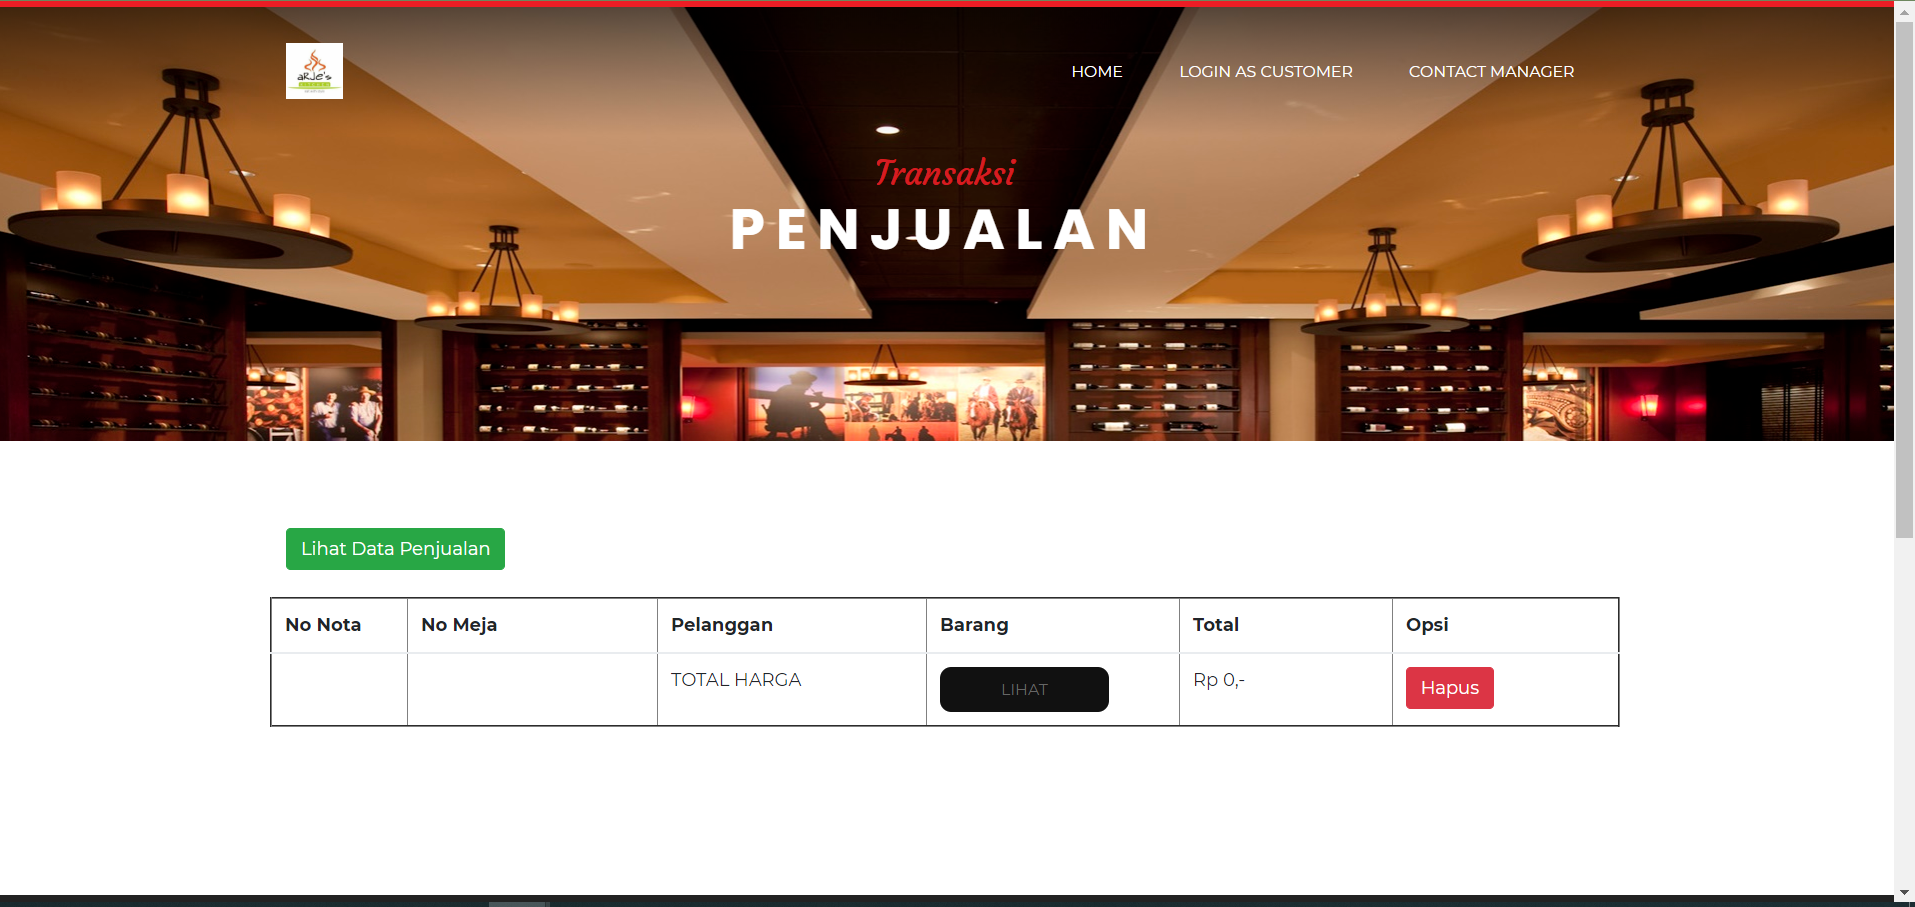 aRJe's
HOME LOGIN AS CUSTOMER CONTACT MANAGER
Transaksi
PENJUALAN
Lihat Data Penjualan
No Nota No Meja Pelanggan Barang Total Opsi
TOTAL HARGA LIHAT Rp 0,- Hapus